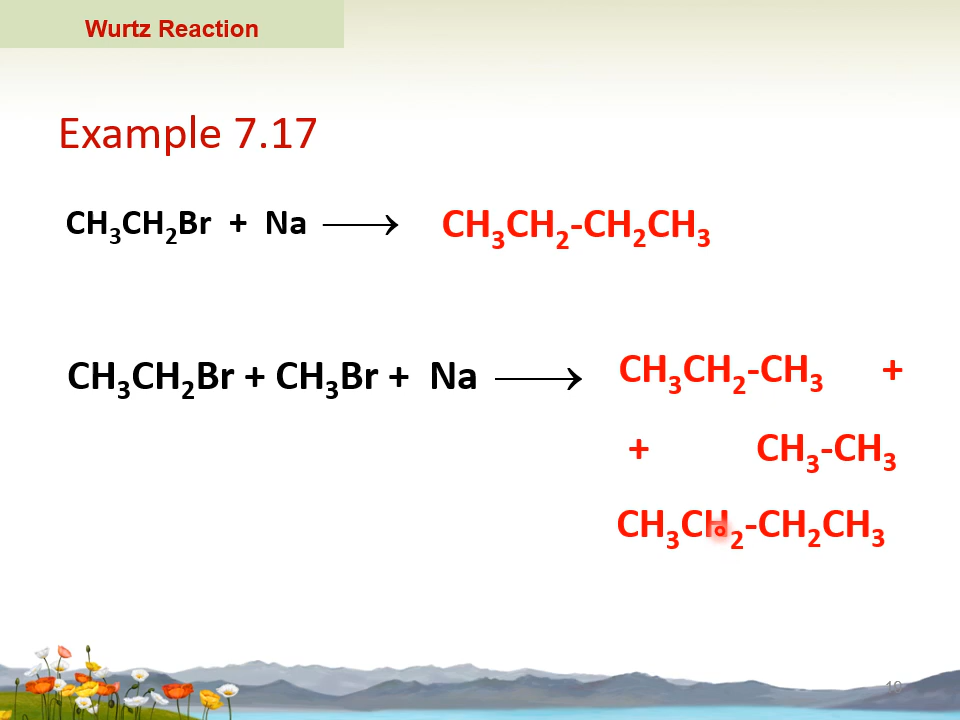 Wurtz Reaction
Example 7.17
CH₃CH₂Br + Na ⟶ CH₃CH₂-CH₂CH₃
CH₃CH₂Br + CH₃Br + Na ⟶ CH₃CH₂-CH₃ +
+ CH₃-CH₃
CH₃CH₂-CH₂CH₃